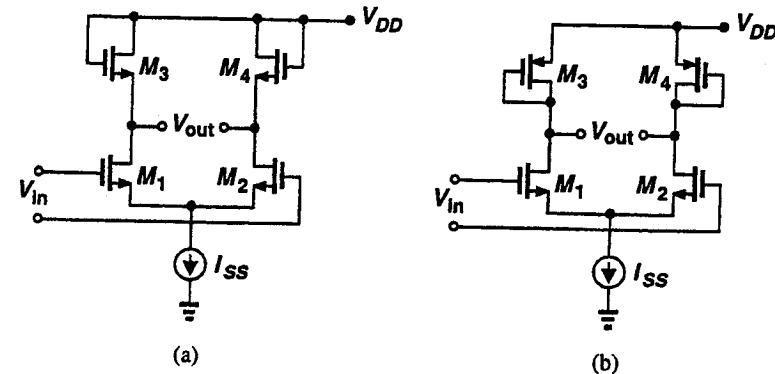 V_DD
M_3
M_4
V_out
V_in
M_1
M_2
I_SS
(a)
V_DD
M_3
M_4
V_out
V_in
M_1
M_2
I_SS
(b)